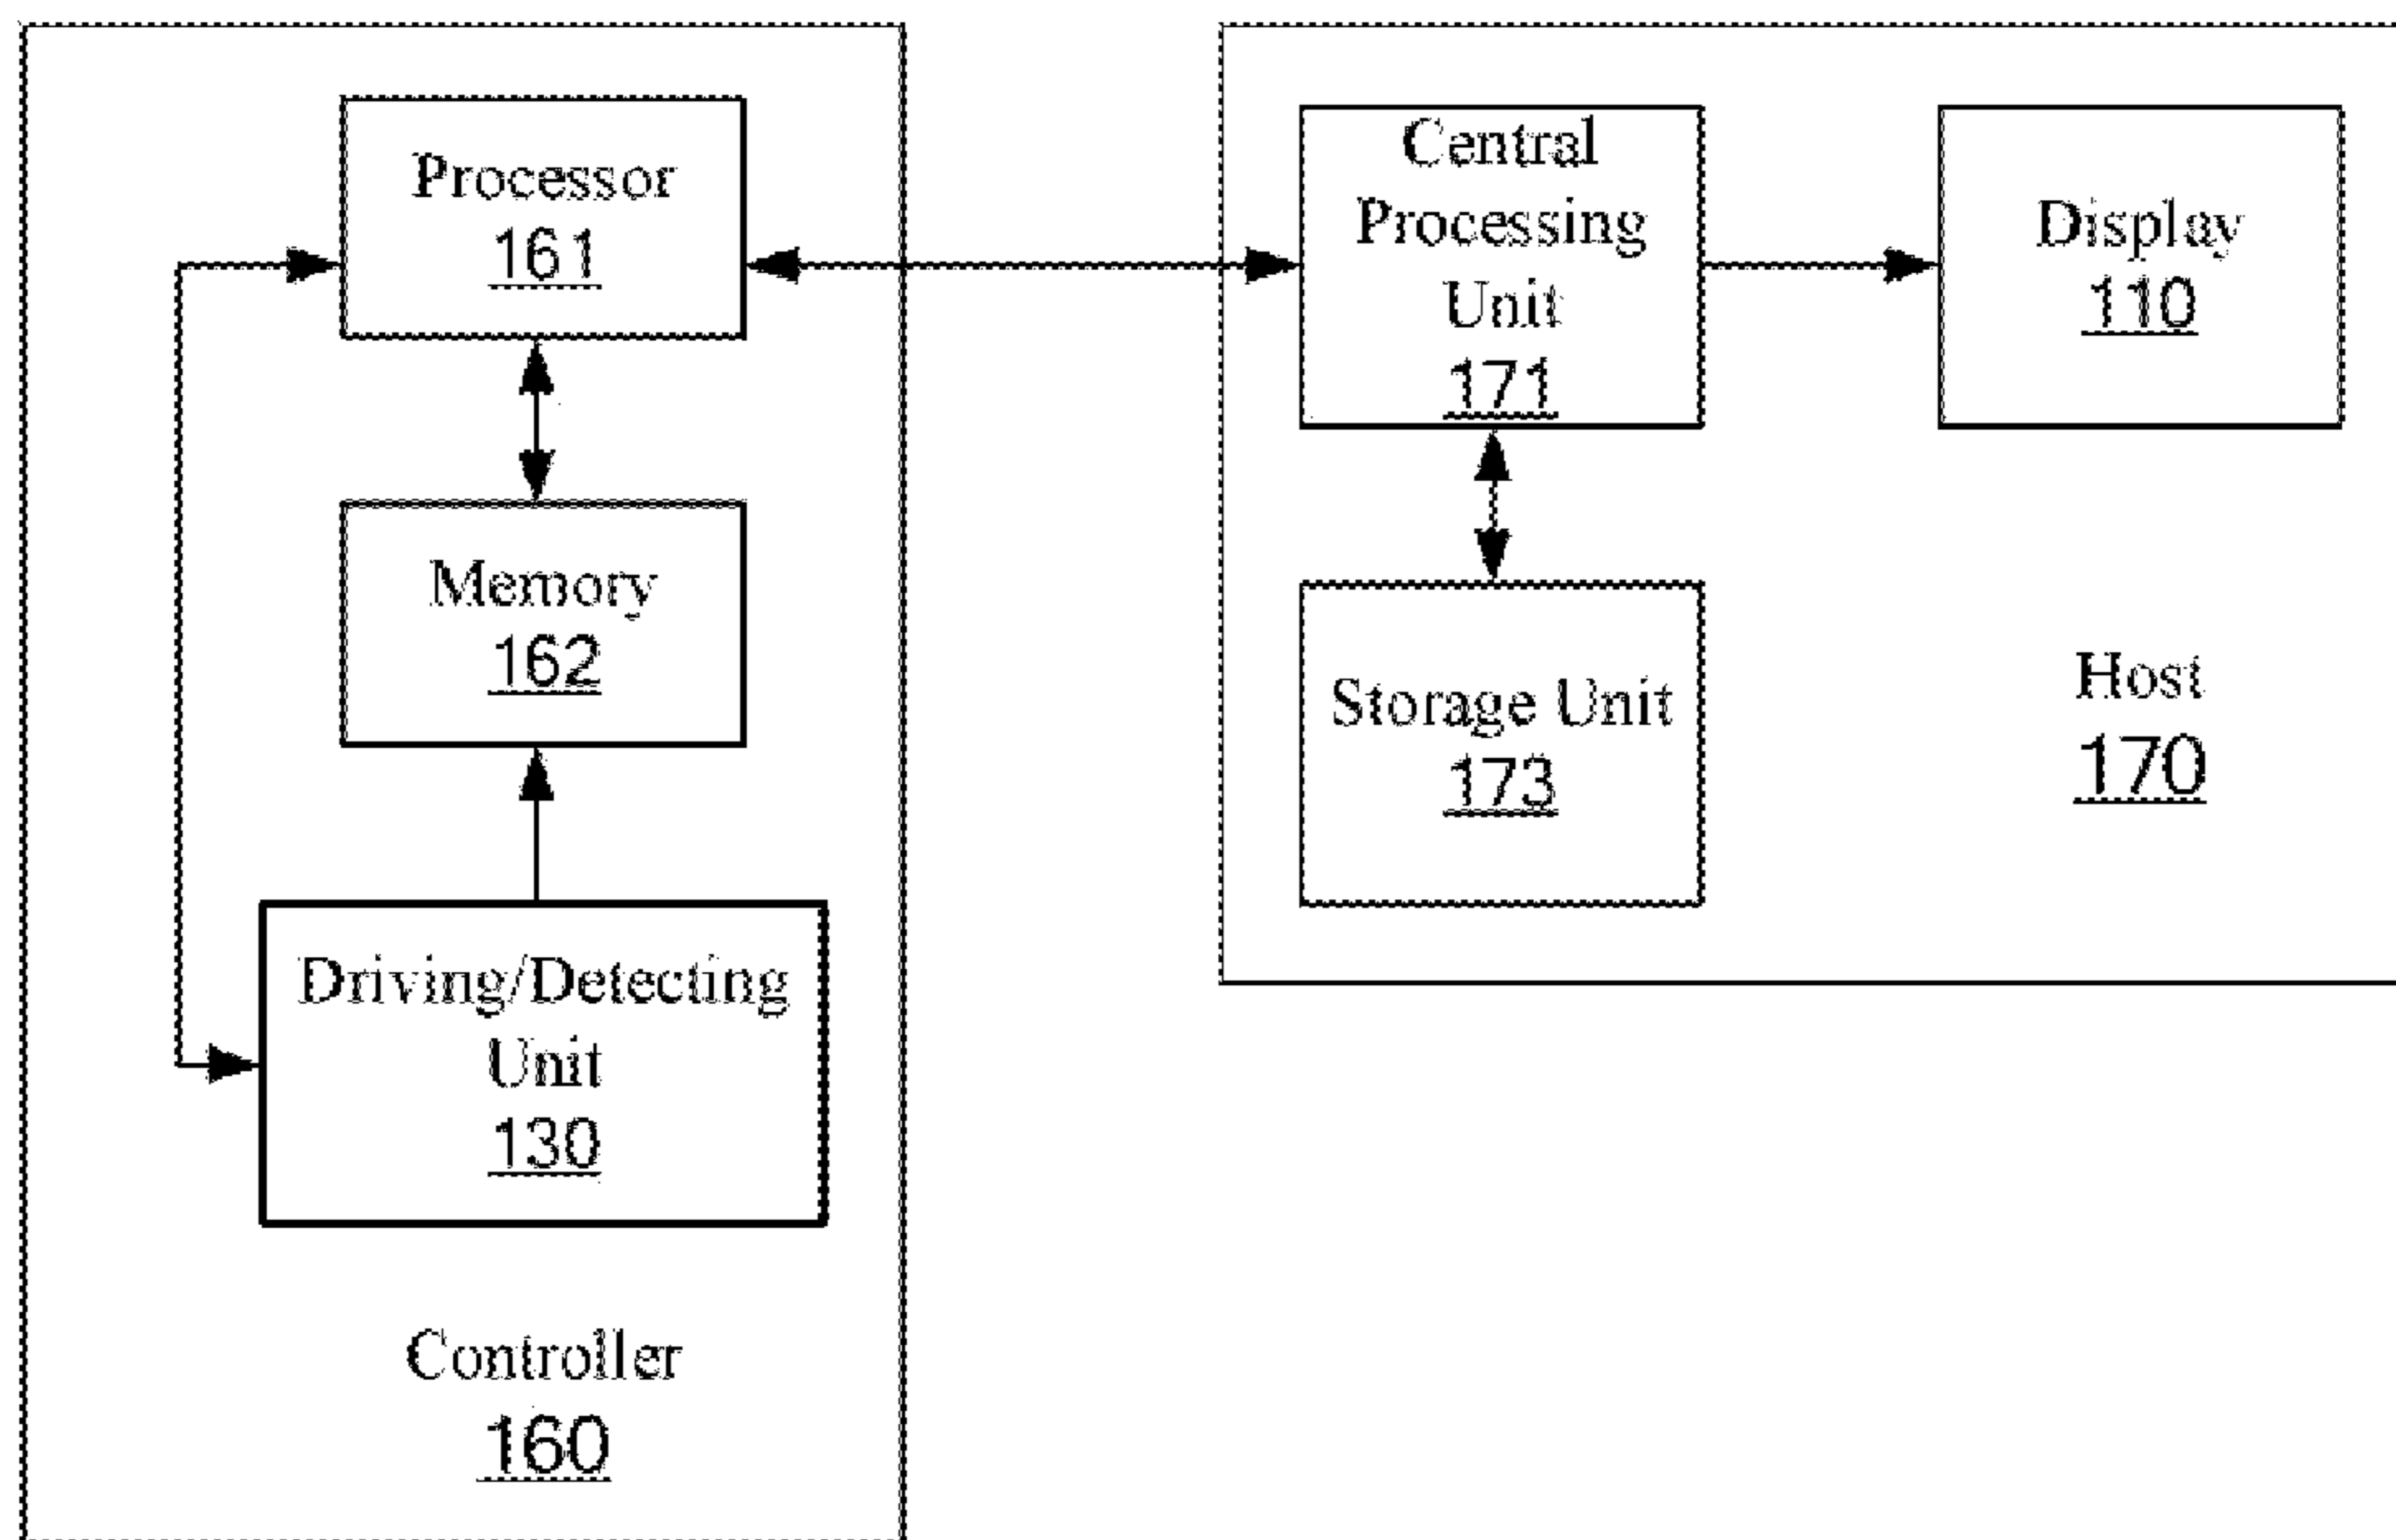 Processor
161
Memory
162
Driving/Detecting
Unit
130
Controller
160
Central
Processing
Unit
171
Display
110
Storage Unit
173
Host
170